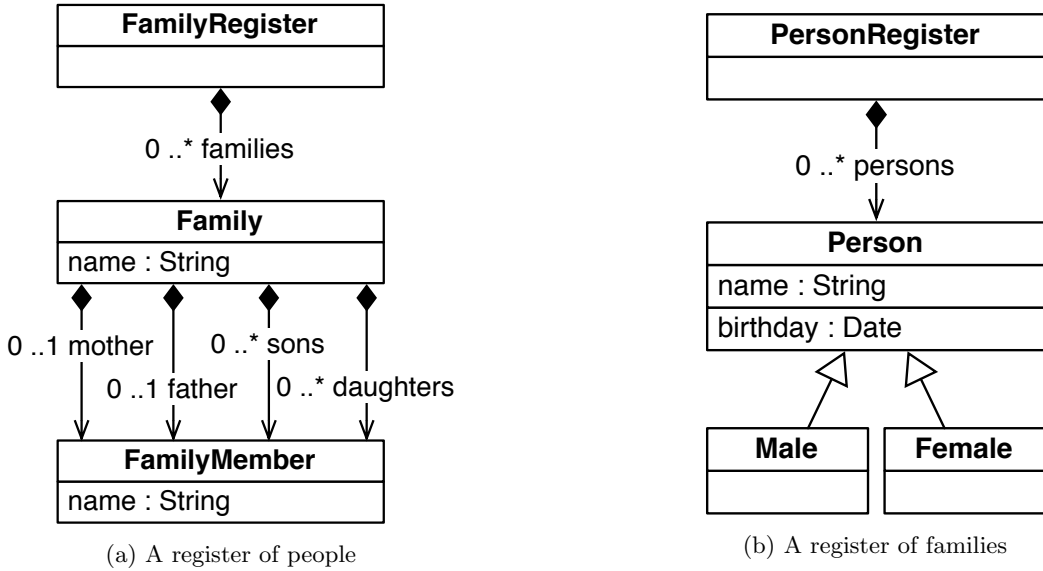 FamilyRegister
0 ..* families
Family
name : String
0 ..1 mother
0 ..* sons
0 ..1 father
0 ..* daughters
FamilyMember
name : String
(a) A register of people
PersonRegister
0 ..* persons
Person
name : String
birthday : Date
Male
Female
(b) A register of families